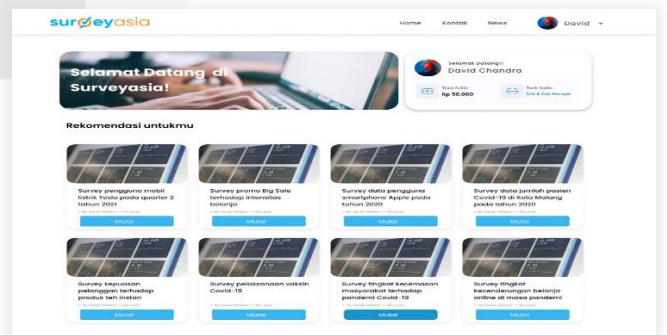 surveyasia
Home Kontak News David
Selamat Datang di
Surveyasia!
Selamat Datang!
David Chandra
Total Saldo
Rp 50.000
Tarik Saldo
Rekomendasi untukmu
Survey pengguna mobil
listrik Tesla pada quarter 2
tahun 2021
Mulai
Survey promo Big Sale
terhadap intensitas
belanja
Mulai
Survey data pengguna
smartphone Apple pada
tahun 2020
Mulai
Survey data jumlah pasien
Covid-19 di Kota Malang
pada tahun 2020
Mulai
Survey kepuasan
pelanggan terhadap
produk teh instan
Mulai
Survey pelaksanaan vaksin
Covid-19
Mulai
Survey tingkat kecemasan
masyarakat terhadap
pandemi Covid-19
Mulai
Survey tingkat
kecenderungan belanja
online di masa pandemi
Mulai